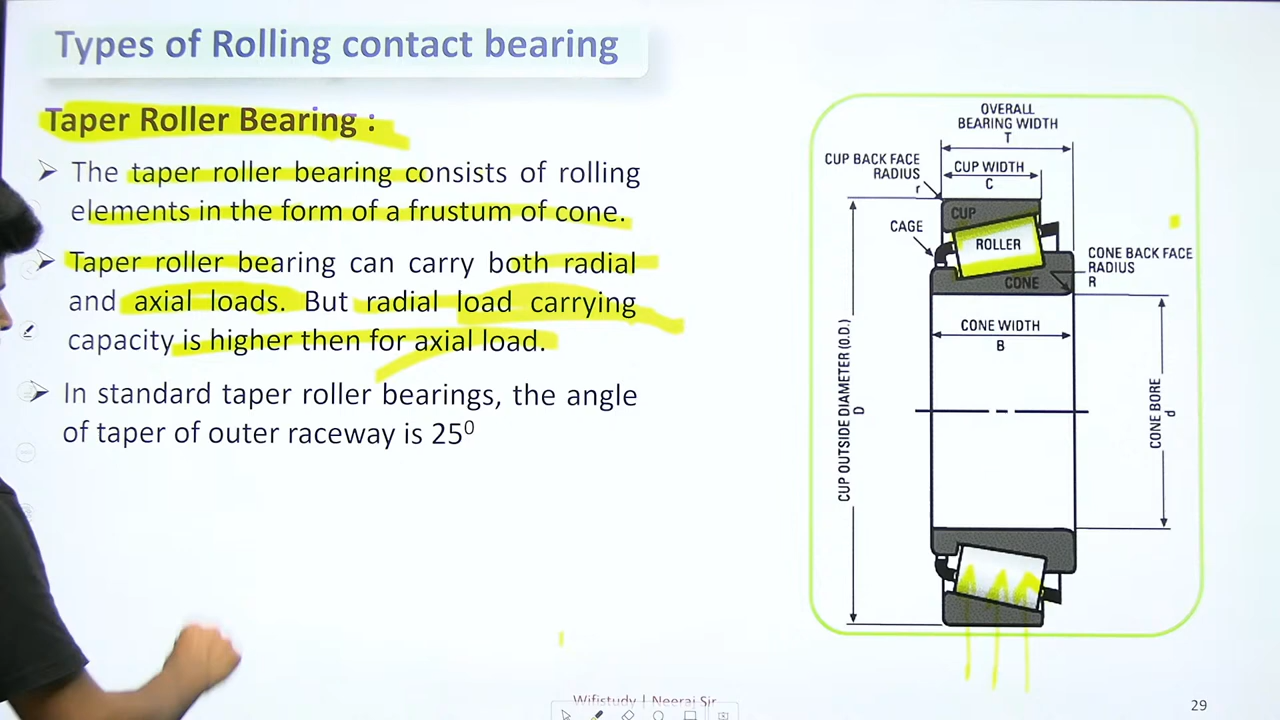 Types of Rolling contact bearing
Taper Roller Bearing :
The taper roller bearing consists of rolling
elements in the form of a frustum of cone.
Taper roller bearing can carry both radial
and axial loads. But radial load carrying
capacity is higher then for axial load.
In standard taper roller bearings, the angle
of taper of outer raceway is 25⁰
OVERALL
BEARING WIDTH
T
CUP BACK FACE
RADIUS
r
CUP WIDTH
C
CUP
CAGE
ROLLER
CONE BACK FACE
RADIUS
R
CONE
CONE WIDTH
B
CUP OUTSIDE DIAMETER (O.D.)
D
CONE BORE
d
Wifistudy | Neeraj Sir
29